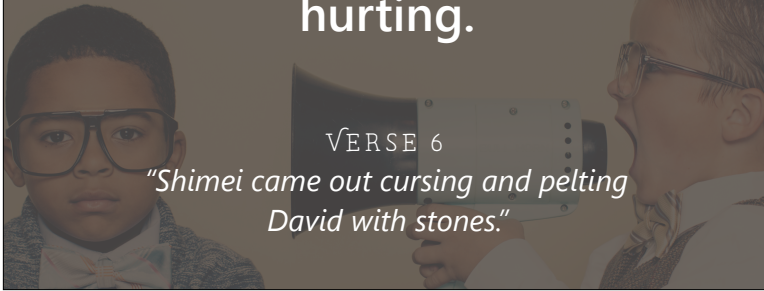 hurting.
VERSE 6
“Shimei came out cursing and pelting
David with stones.”